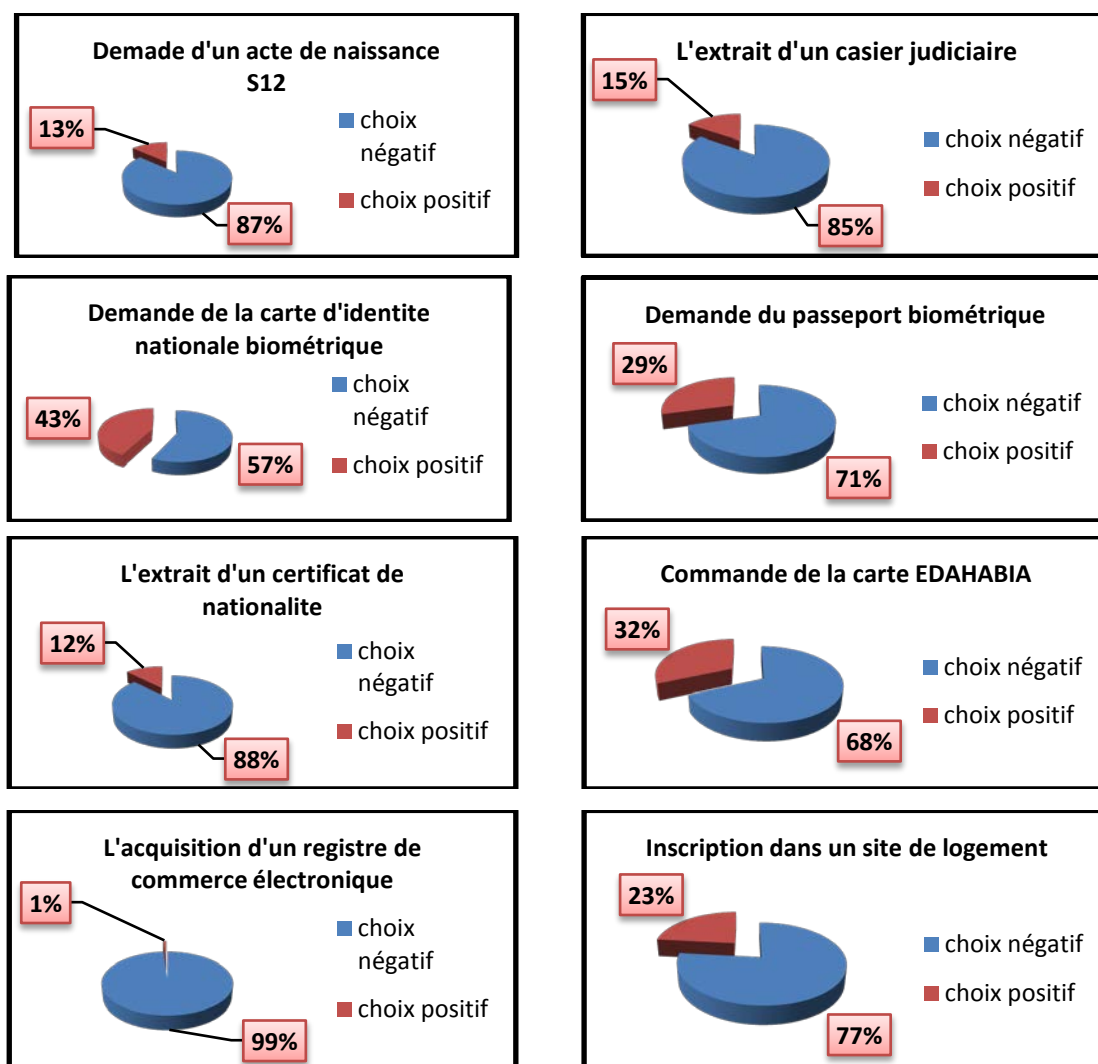 Demade d'un acte de naissance
S12
13%
choix
négatif
choix positif
87%
L'extrait d'un casier judiciaire
15%
choix négatif
choix positif
85%
Demande de la carte d'identite
nationale biométrique
43%
choix
négatif
choix positif
57%
Demande du passeport biométrique
29%
choix négatif
choix positif
71%
L'extrait d'un certificat de
nationalite
12%
choix
négatif
choix positif
88%
Commande de la carte EDAHABIA
32%
choix négatif
choix positif
68%
L'acquisition d'un registre de
commerce électronique
1%
choix
négatif
choix positif
99%
Inscription dans un site de logement
23%
choix négatif
choix positif
77%